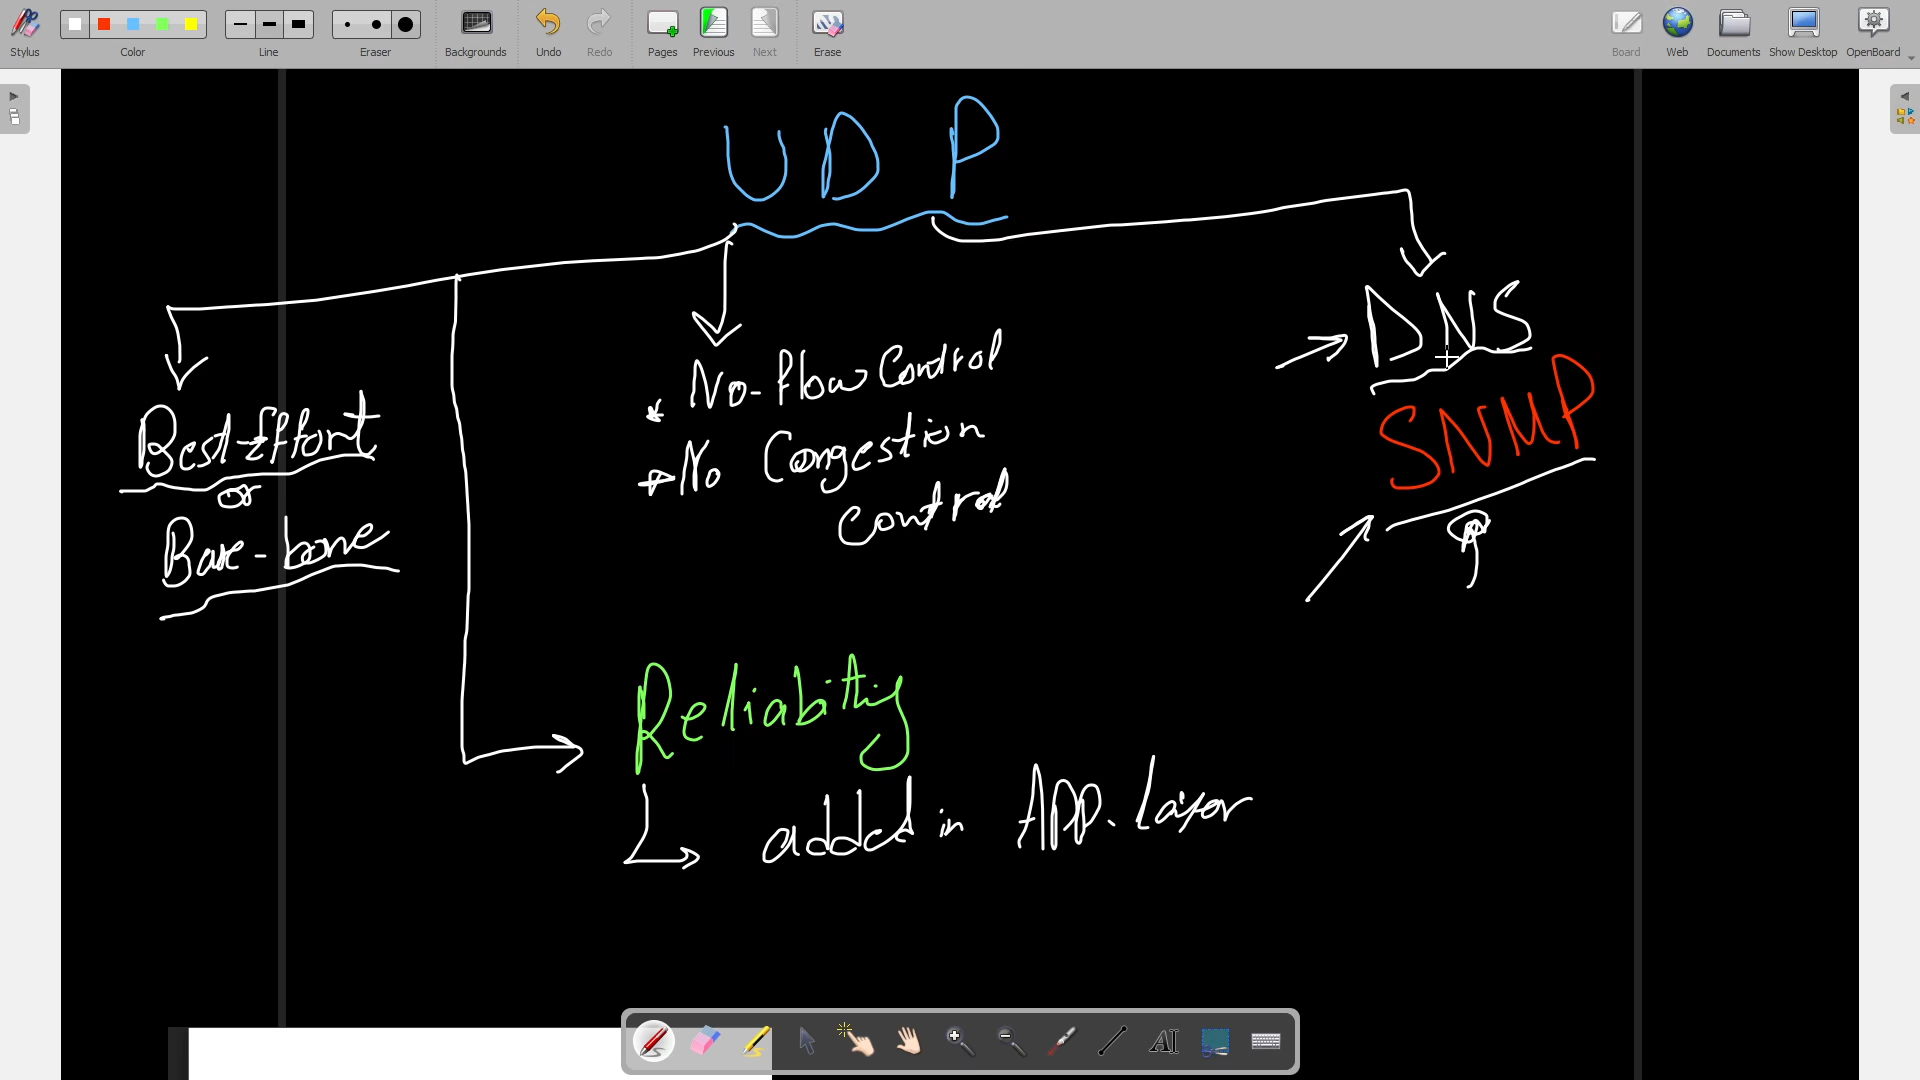 Stylus Color Line Eraser Backgrounds Undo Redo Pages Previous Next Erase Board Web Documents Show Desktop OpenBoard
UDP
Best-Effort
or
Bare-bone
* No-flow Control
* No Congestion
Control
DNS
SNMP
Reliability
added in App. Layer
AI